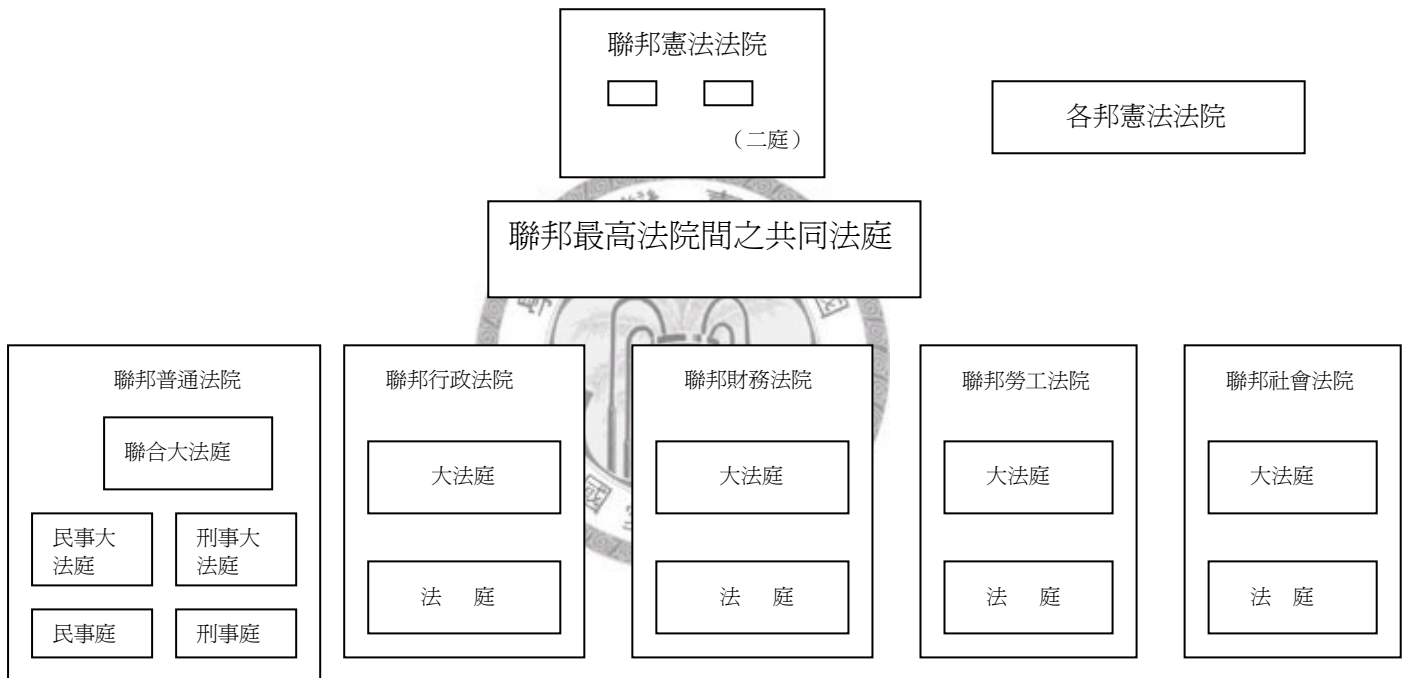 聯邦憲法法院
（二庭）
各邦憲法法院
聯邦最高法院間之共同法庭
聯邦普通法院
聯合大法庭
民事大
法庭
刑事大
法庭
民事庭
刑事庭
聯邦行政法院
大法庭
法 庭
聯邦財務法院
大法庭
法 庭
聯邦勞工法院
大法庭
法 庭
聯邦社會法院
大法庭
法 庭